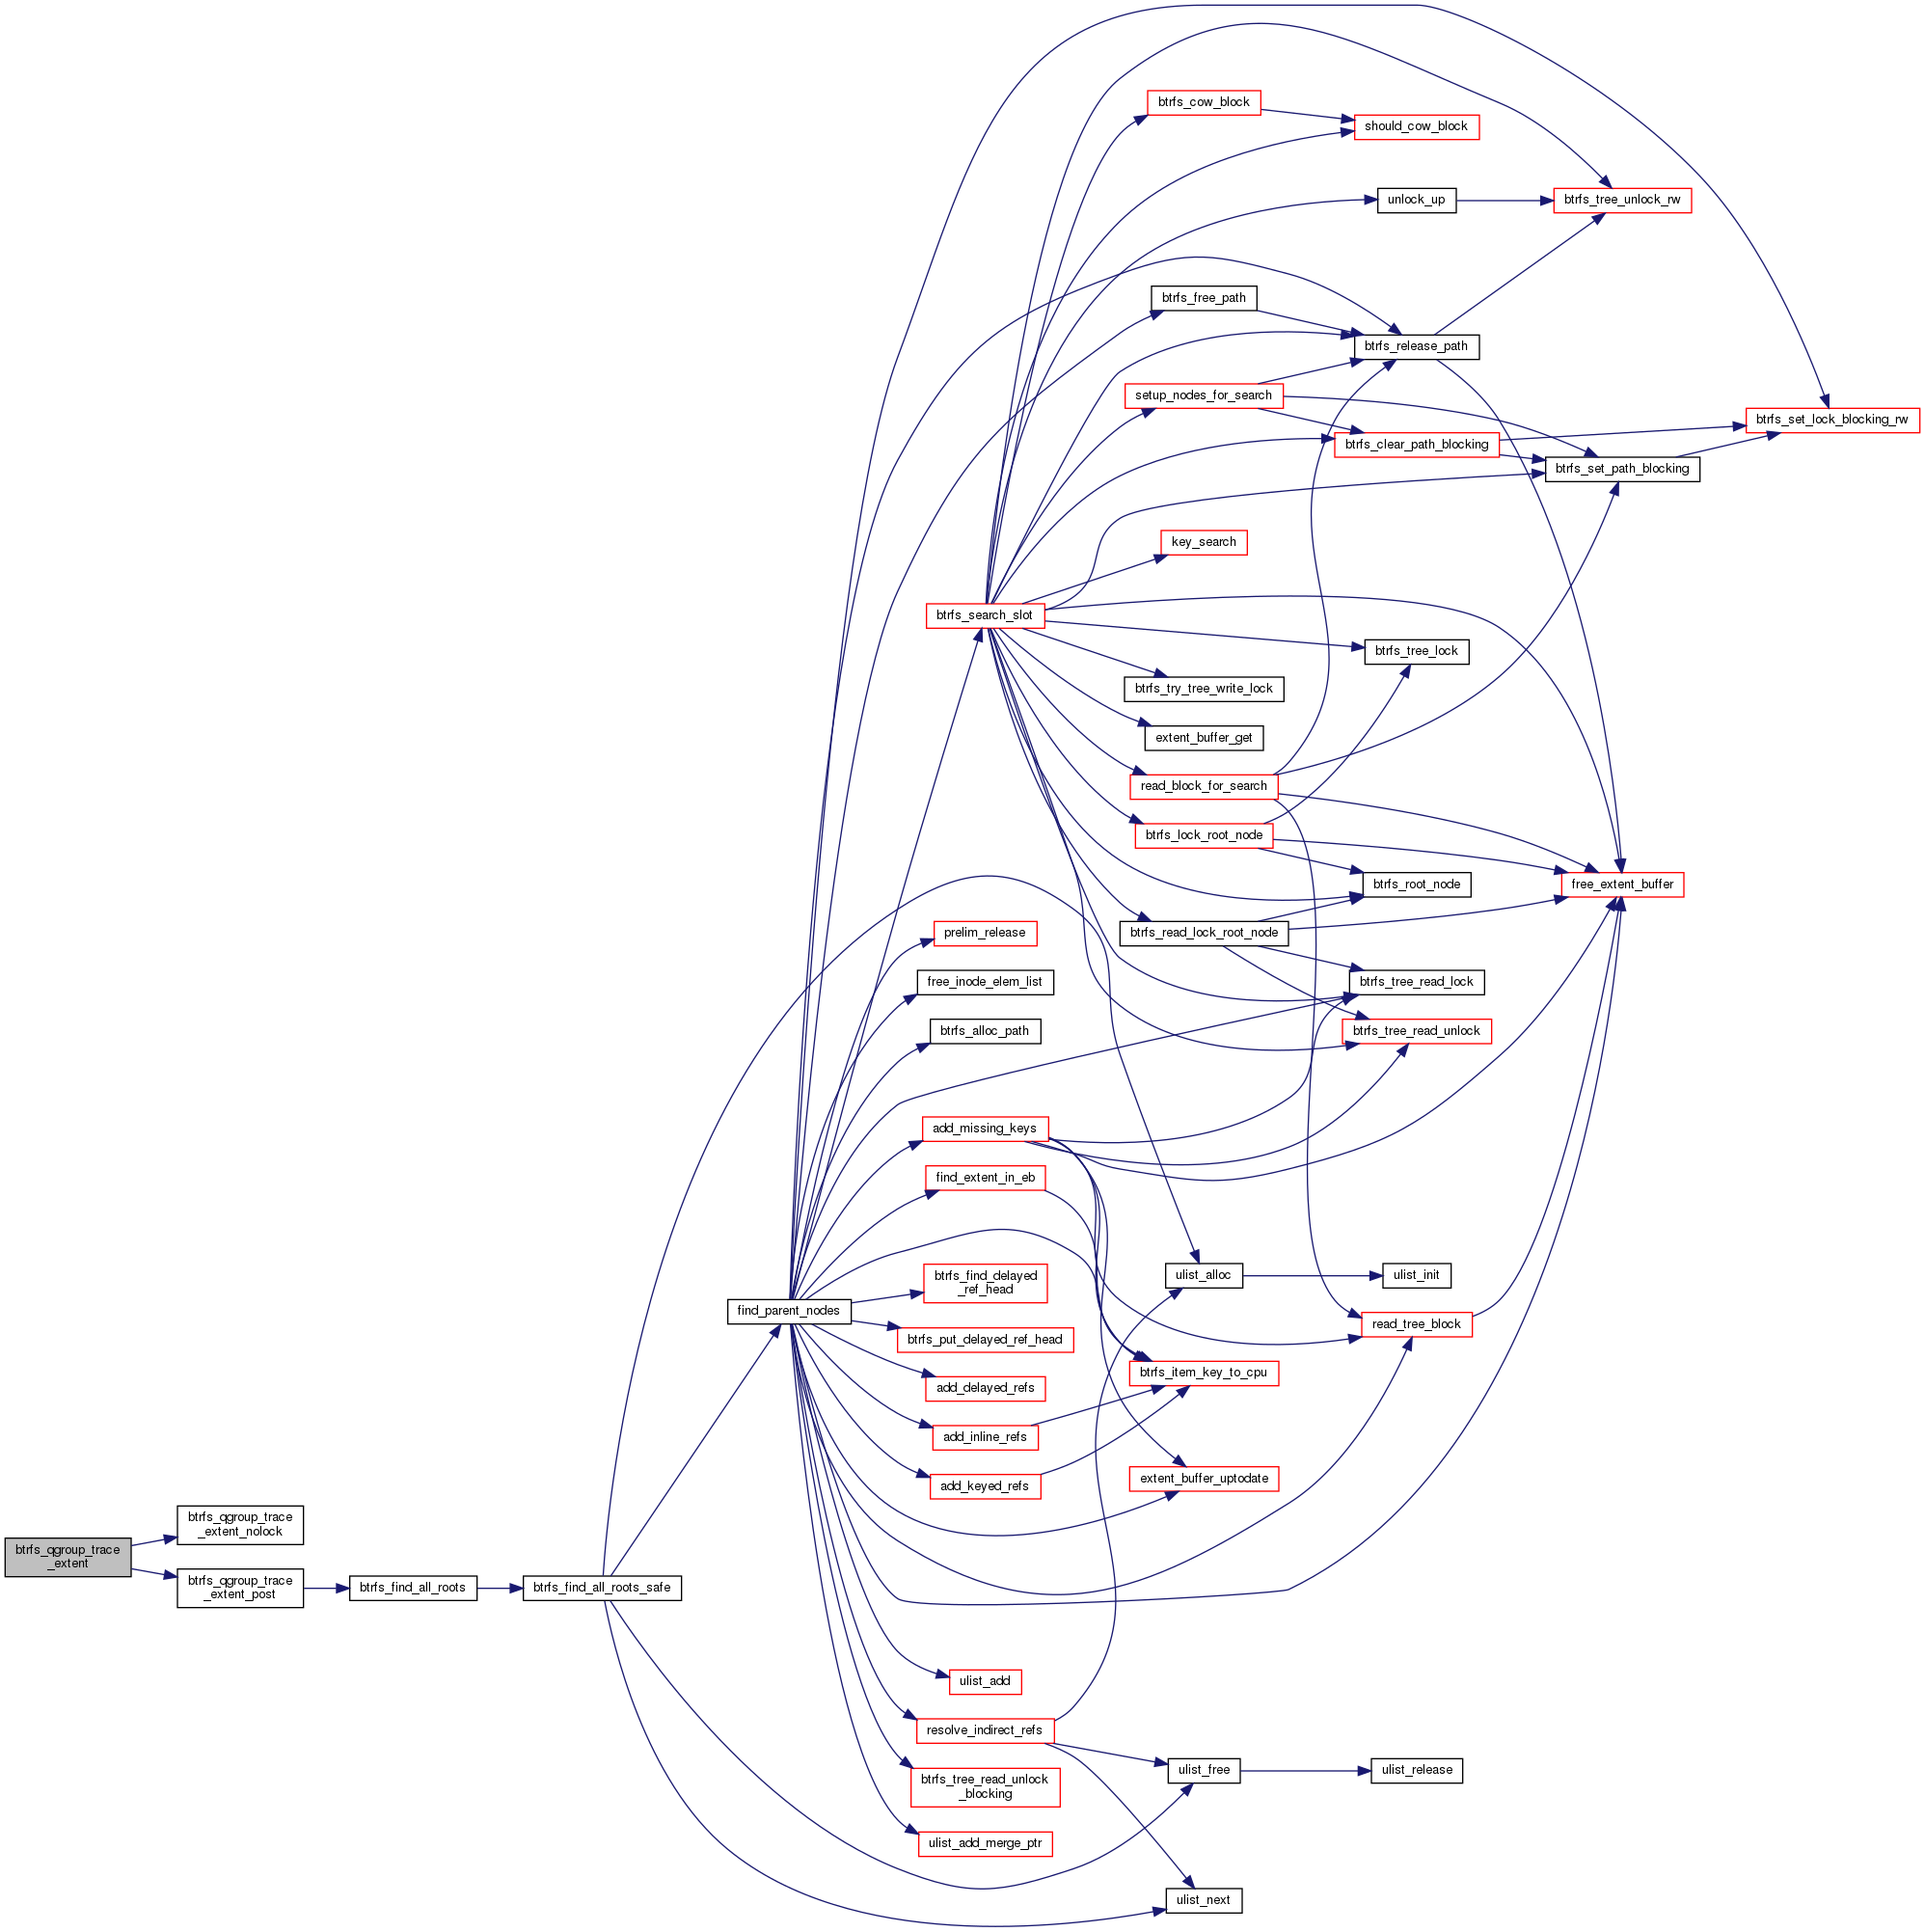 btrfs_cow_block
should_cow_block
unlock_up
btrfs_tree_unlock_rw
btrfs_free_path
btrfs_release_path
setup_nodes_for_search
btrfs_set_lock_blocking_rw
btrfs_clear_path_blocking
btrfs_set_path_blocking
key_search
btrfs_search_slot
btrfs_tree_lock
btrfs_try_tree_write_lock
extent_buffer_get
read_block_for_search
btrfs_lock_root_node
btrfs_root_node
free_extent_buffer
prelim_release
btrfs_read_lock_root_node
free_inode_elem_list
btrfs_tree_read_lock
btrfs_alloc_path
btrfs_tree_read_unlock
add_missing_keys
find_extent_in_eb
btrfs_find_delayed
_ref_head
ulist_alloc
ulist_init
find_parent_nodes
read_tree_block
btrfs_put_delayed_ref_head
btrfs_item_key_to_cpu
add_delayed_refs
add_inline_refs
extent_buffer_uptodate
add_keyed_refs
btrfs_qgroup_trace
_extent_nolock
btrfs_qgroup_trace
_extent
btrfs_qgroup_trace
_extent_post
btrfs_find_all_roots
btrfs_find_all_roots_safe
ulist_add
resolve_indirect_refs
btrfs_tree_read_unlock
_blocking
ulist_free
ulist_release
ulist_add_merge_ptr
ulist_next